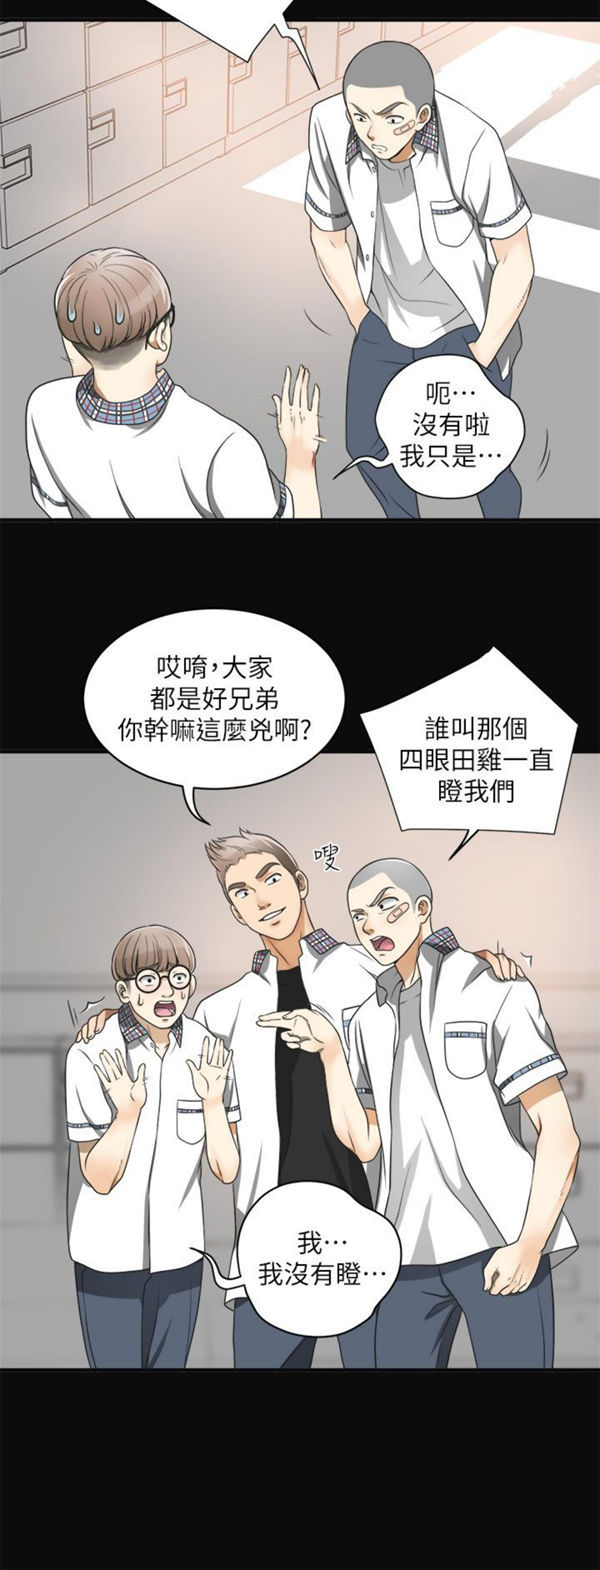 呃⋯
沒有啦
我只是⋯
哎唷，大家
都是好兄弟
你幹嘛這麼兇啊?
誰叫那個
四眼田雞一直
瞪我們
嗖
我⋯
我沒有瞪⋯